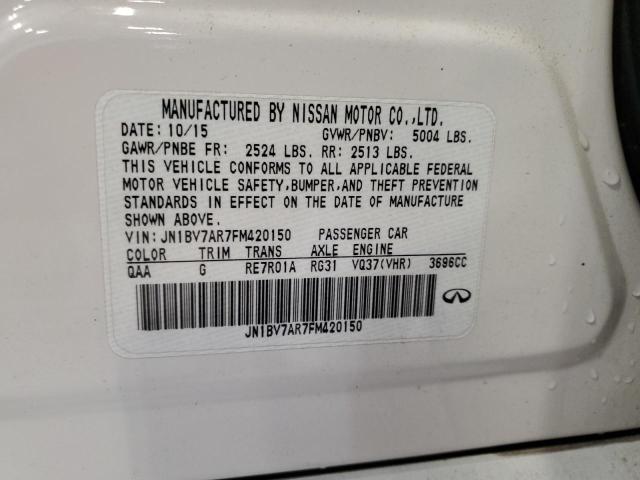 MANUFACTURED BY NISSAN MOTOR CO.,LTD.
DATE: 10/15 GVWR/PNBV: 5004 LBS.
GAWR/PNBE FR: 2524 LBS. RR: 2513 LBS.
THIS VEHICLE CONFORMS TO ALL APPLICABLE FEDERAL
MOTOR VEHICLE SAFETY,BUMPER,AND THEFT PREVENTION
STANDARDS IN EFFECT ON THE DATE OF MANUFACTURE
SHOWN ABOVE.
VIN:JN1BV7AR7FM420150 PASSENGER CAR
COLOR TRIM TRANS AXLE ENGINE
QAA G RE7R01A RG31 VQ37(VHR) 3696CC
JN1BV7AR7FM420150